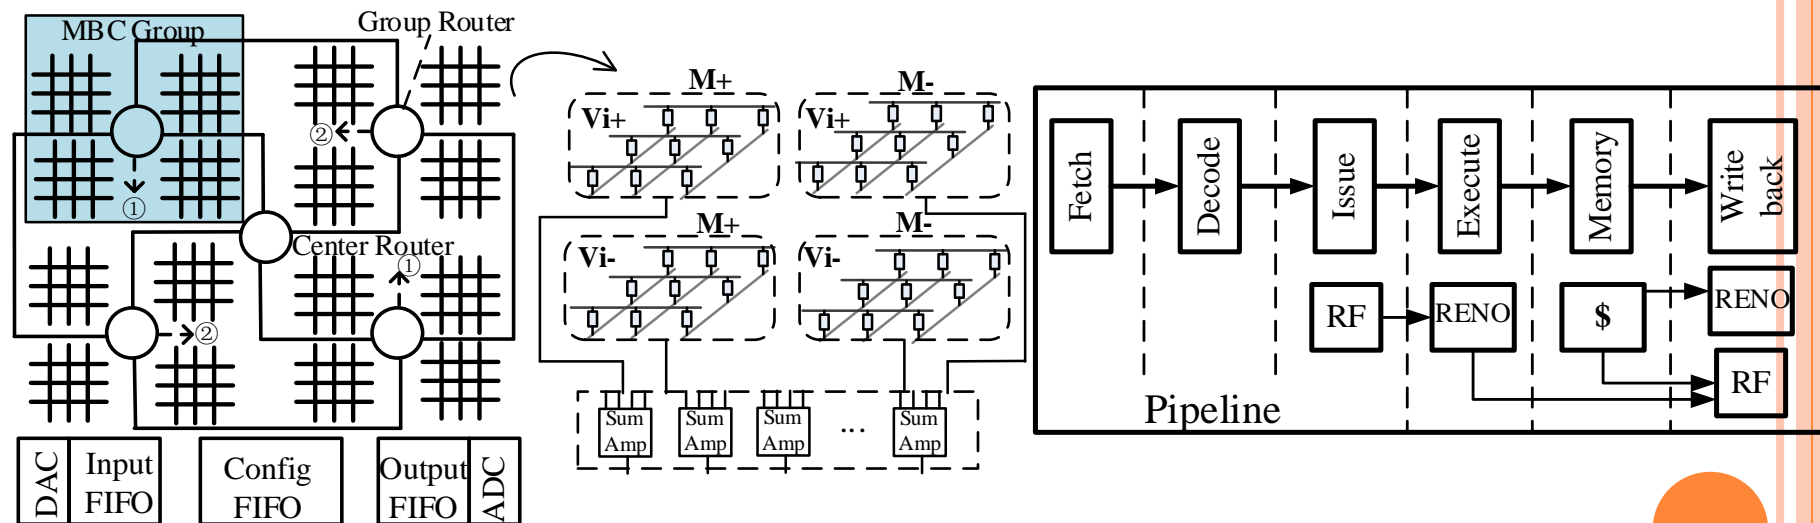 MBC Group
Group Router
②
①
Center Router
①
②
DAC
Input
FIFO
Config
FIFO
Output
FIFO
ADC
M+
M-
Vi+
Vi+
M+
M-
Vi-
Vi-
Sum
Amp
Sum
Amp
Sum
Amp
...
Sum
Amp
Fetch
Decode
Issue
Execute
Memory
Write
back
RF
RENO
$
RENO
RF
Pipeline